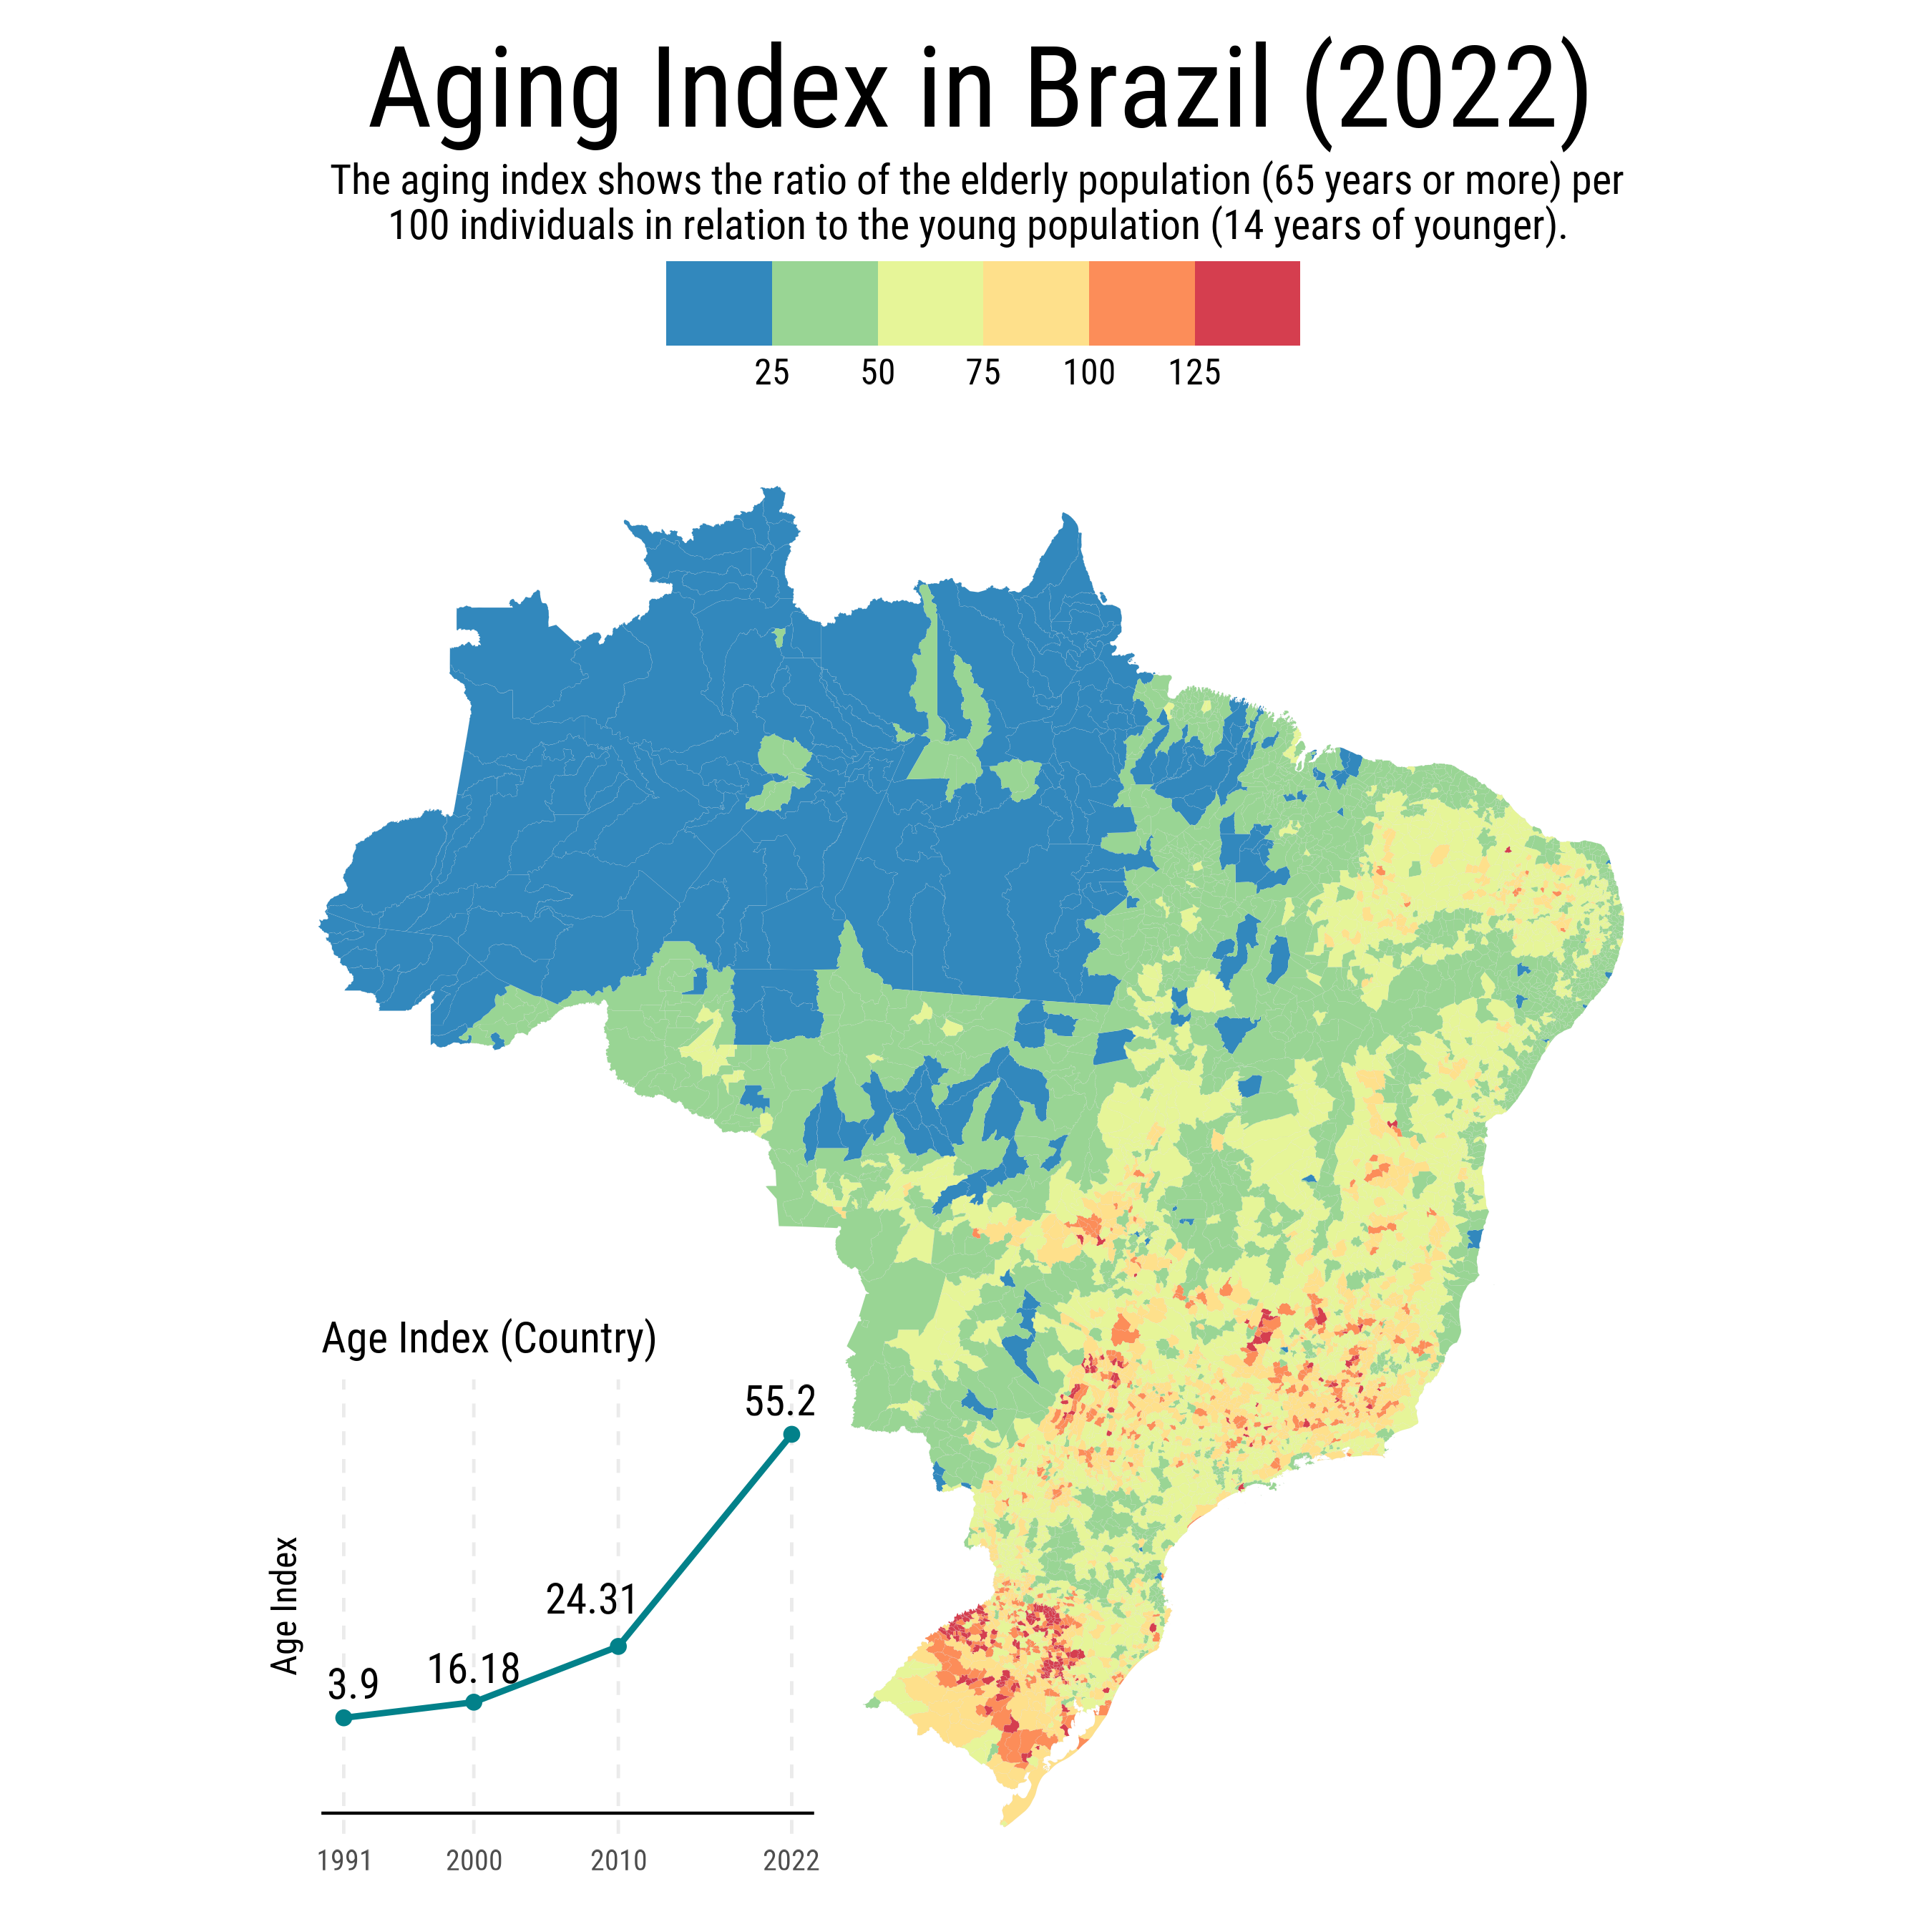 Aging Index in Brazil (2022)
The aging index shows the ratio of the elderly population (65 years or more) per
100 individuals in relation to the young population (14 years of younger).
25 50 75 100 125
Age Index (Country)
55.2
24.31
16.18
3.9
Age Index
1991 2000 2010 2022